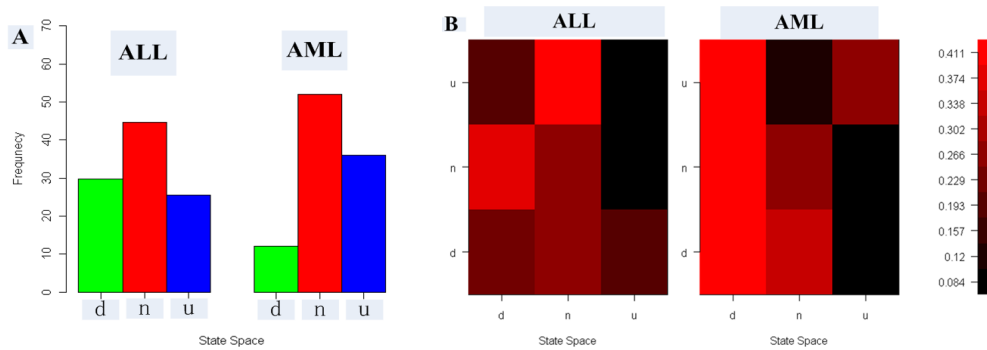 A
ALL
AML
Frequnecy
0
10
20
30
40
50
60
70
d
n
u
d
n
u
State Space
B
ALL
AML
u
n
d
u
n
d
d
n
u
d
n
u
State Space
State Space
0.411
0.374
0.338
0.302
0.266
0.229
0.193
0.157
0.12
0.084